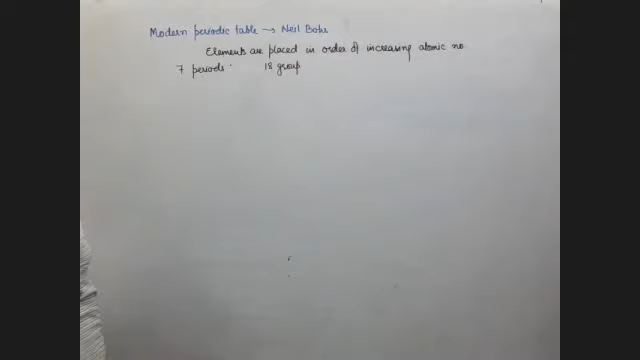 Modern periodic table → Neil Bohr
Elements are placed in order of increasing atomic no
7 periods 18 group